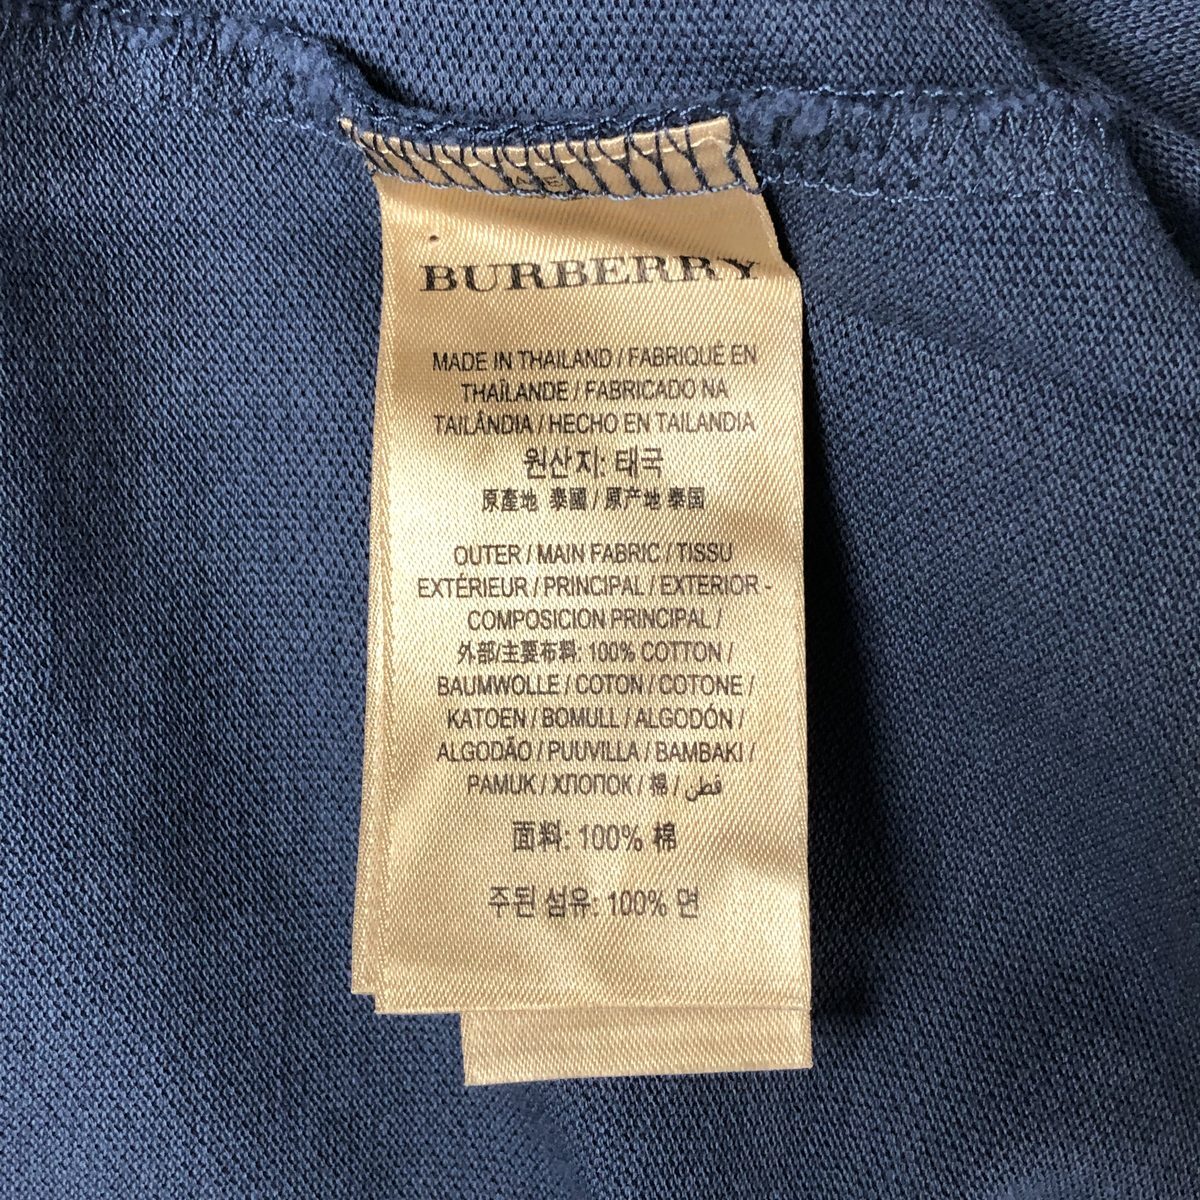 BURBERRY
MADE IN THAILAND / FABRIQUÉ EN
THAÏLANDE / FABRICADO NA
TAILÂNDIA / HECHO EN TAILANDIA
원산지: 태국
原產地 泰國 / 原产地 泰国
OUTER / MAIN FABRIC / TISSU
EXTÉRIEUR / PRINCIPAL / EXTERIOR -
COMPOSICION PRINCIPAL /
外部/主要布料: 100% COTTON /
BAUMWOLLE / COTON / COTONE /
KATOEN / BOMULL / ALGODÓN /
ALGODÃO / PUUVILLA / BAMBAKI /
PAMUK / ХЛОПОК / 棉 / قطن
面料: 100% 棉
주된 섬유: 100% 면